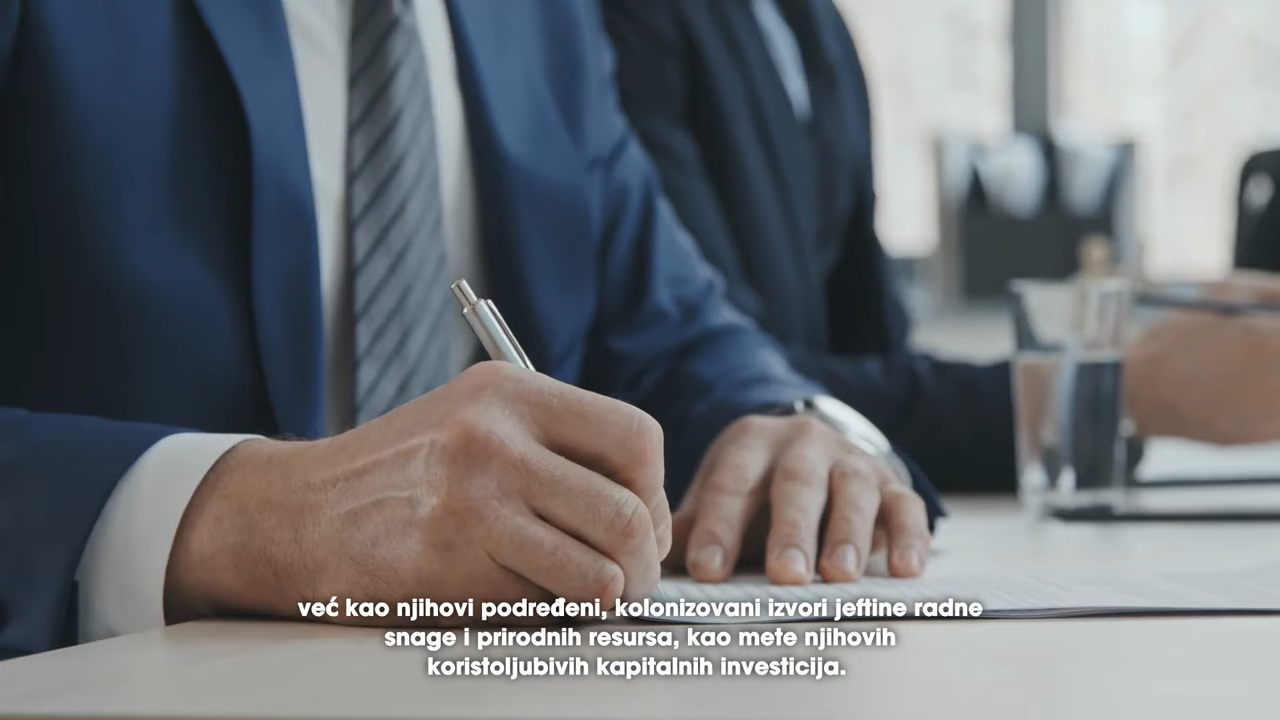 već kao njihovi podređeni, kolonizovani izvori jeftine radne
snage i prirodnih resursa, kao mete njihovih
koristoljubivih kapitalnih investicija.